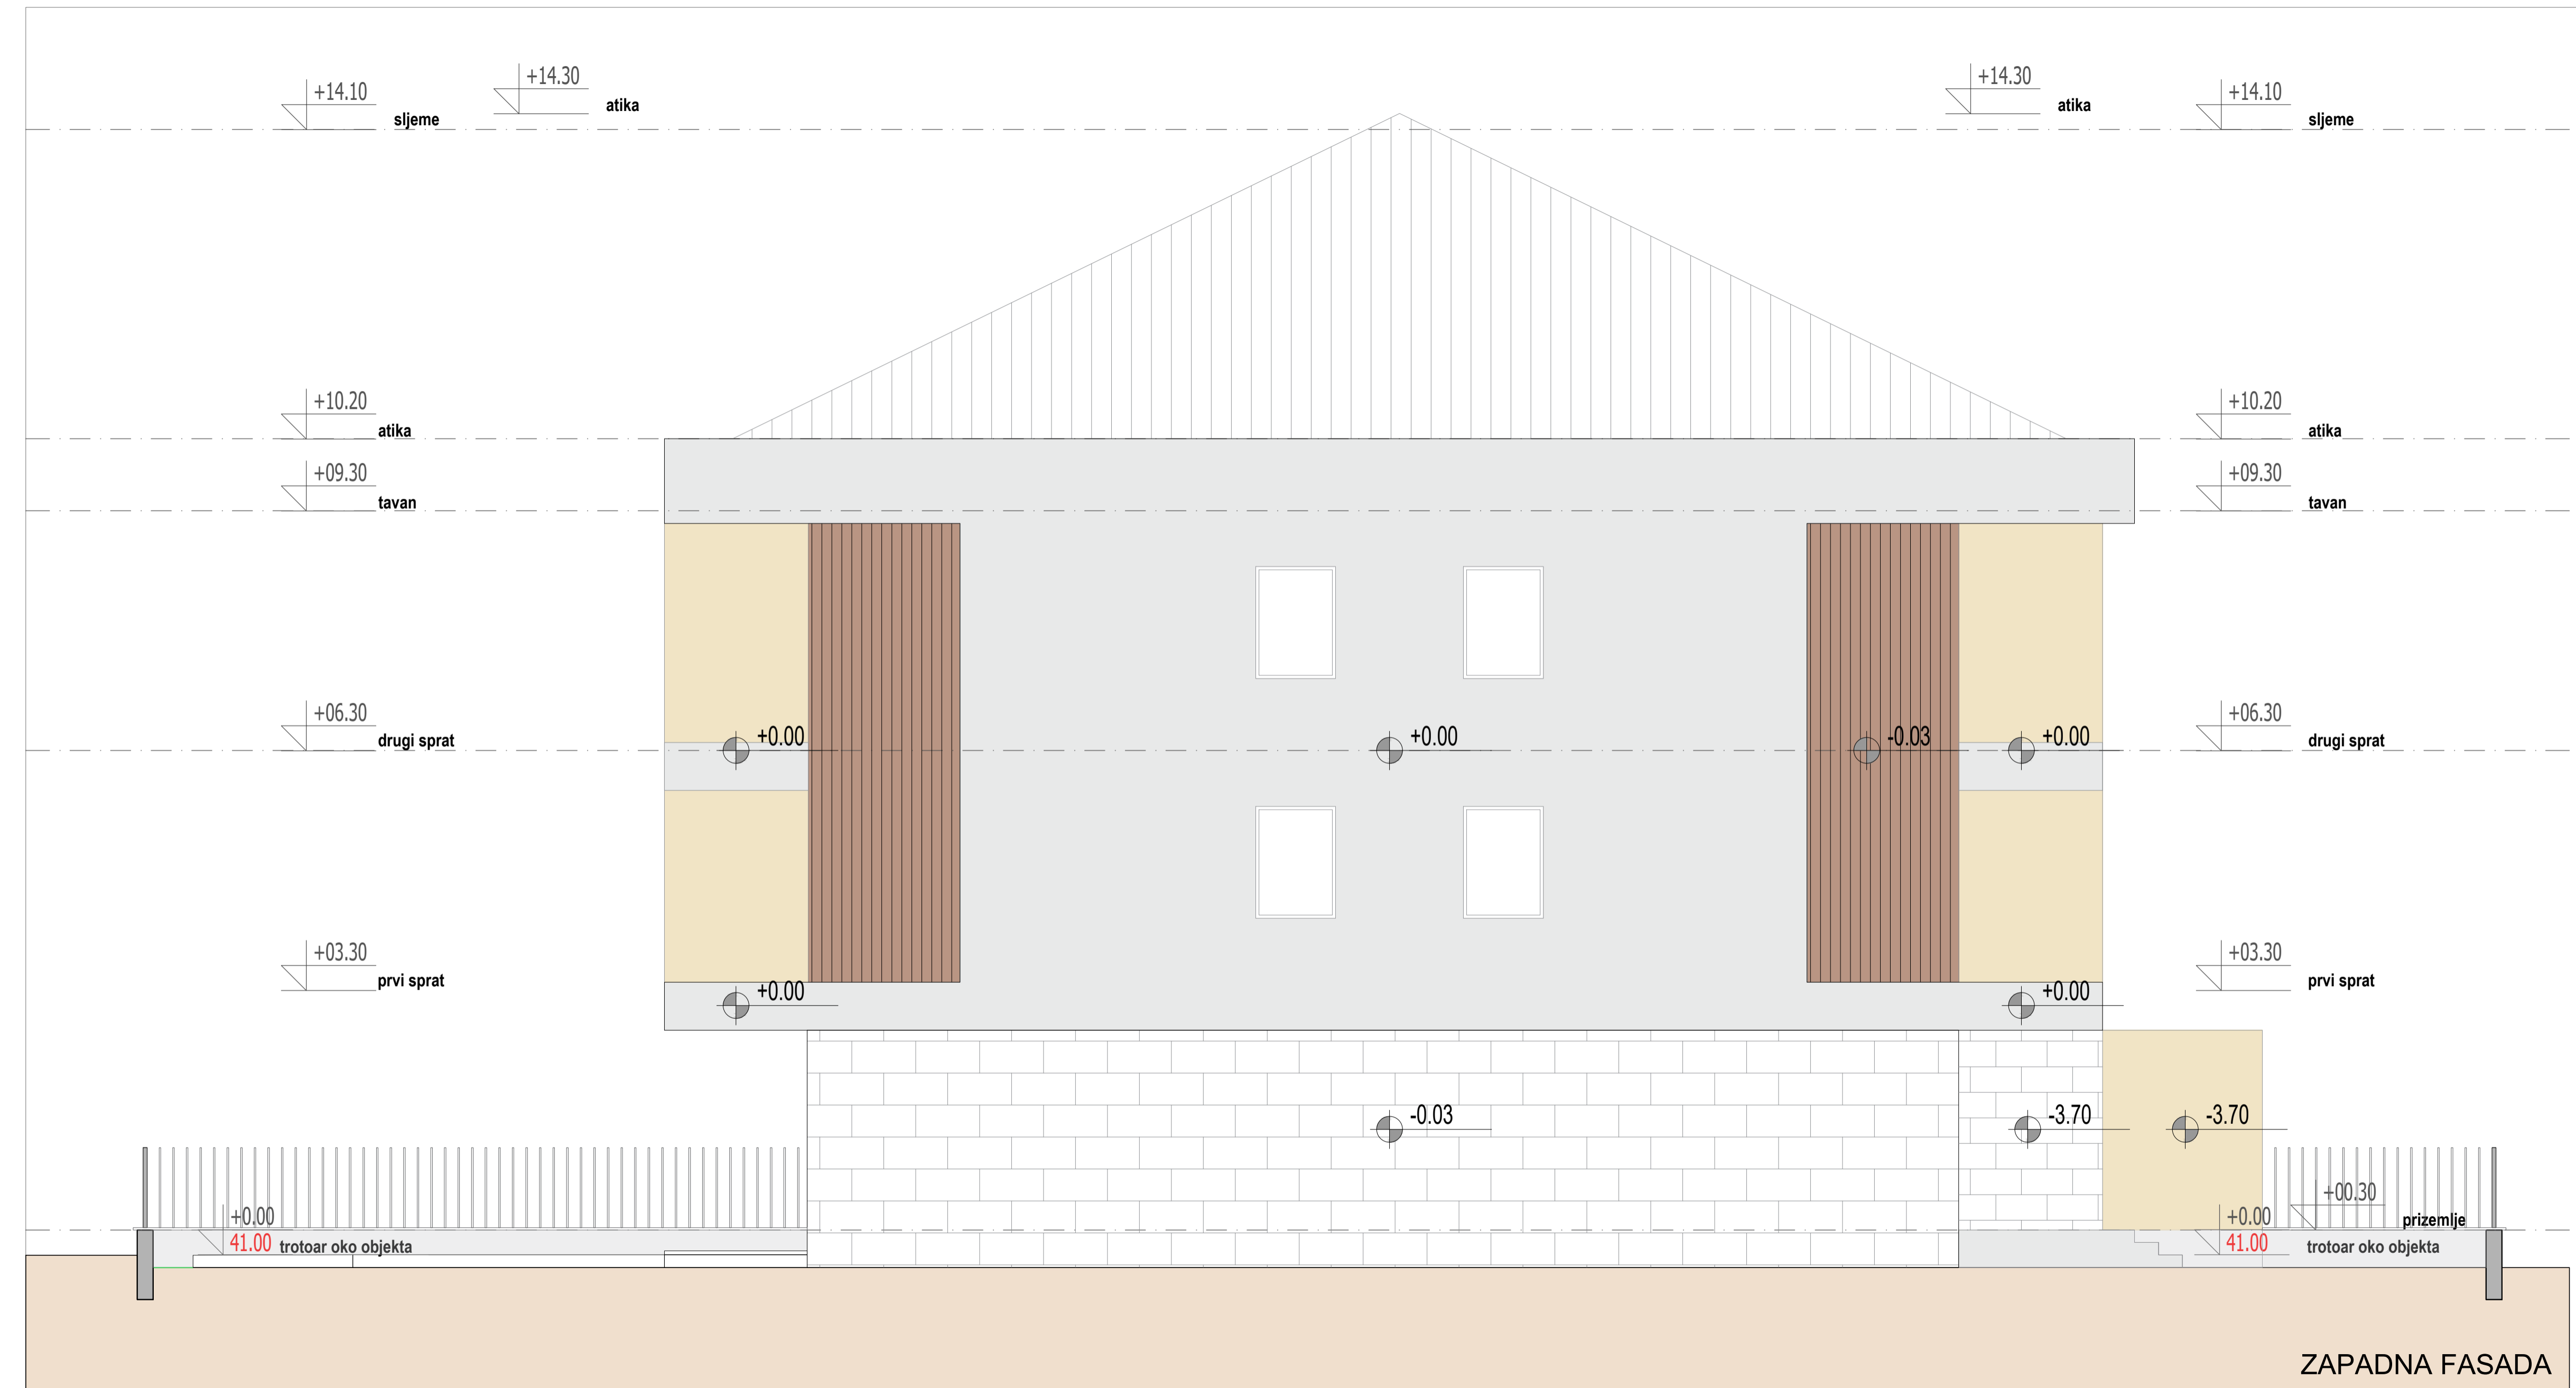 +14.30
atika
+14.30
atika
+14.10
sljeme
+14.10
sljeme
+10.20
atika
+10.20
atika
+09.30
tavan
+09.30
tavan
+06.30
drugi sprat
+0.00
+0.00
-0.03
+0.00
+06.30
drugi sprat
+03.30
prvi sprat
+0.00
+0.00
+03.30
prvi sprat
-0.03
-3.70
-3.70
+00.30
prizemlje
+0.00
41.00 trotoar oko objekta
+0.00
41.00 trotoar oko objekta
ZAPADNA FASADA